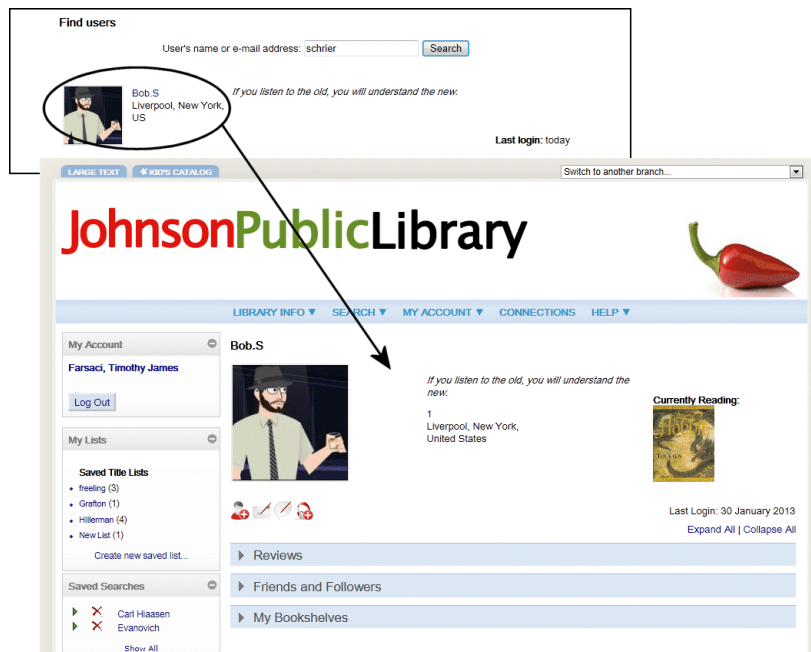 Find users
User's name or e-mail address: schrier Search
Bob.S
Liverpool, New York,
US
If you listen to the old, you will understand the new.
Last login: today
LARGE TEXT KID'S CATALOG
Switch to another branch...
JohnsonPublicLibrary
LIBRARY INFO ▼ SEARCH ▼ MY ACCOUNT ▼ CONNECTIONS HELP ▼
My Account
Farsaci, Timothy James
Log Out
My Lists
Saved Title Lists
• freeling (3)
• Grafton (1)
• Hillerman (4)
• New List (1)
Create new saved list...
Saved Searches
Carl Hiaasen
Evanovich
Show All
Bob.S
If you listen to the old, you will understand the
new.
1
Liverpool, New York,
United States
Currently Reading:
Hobbit
TOLKIEN
Last Login: 30 January 2013
Expand All | Collapse All
Reviews
Friends and Followers
My Bookshelves